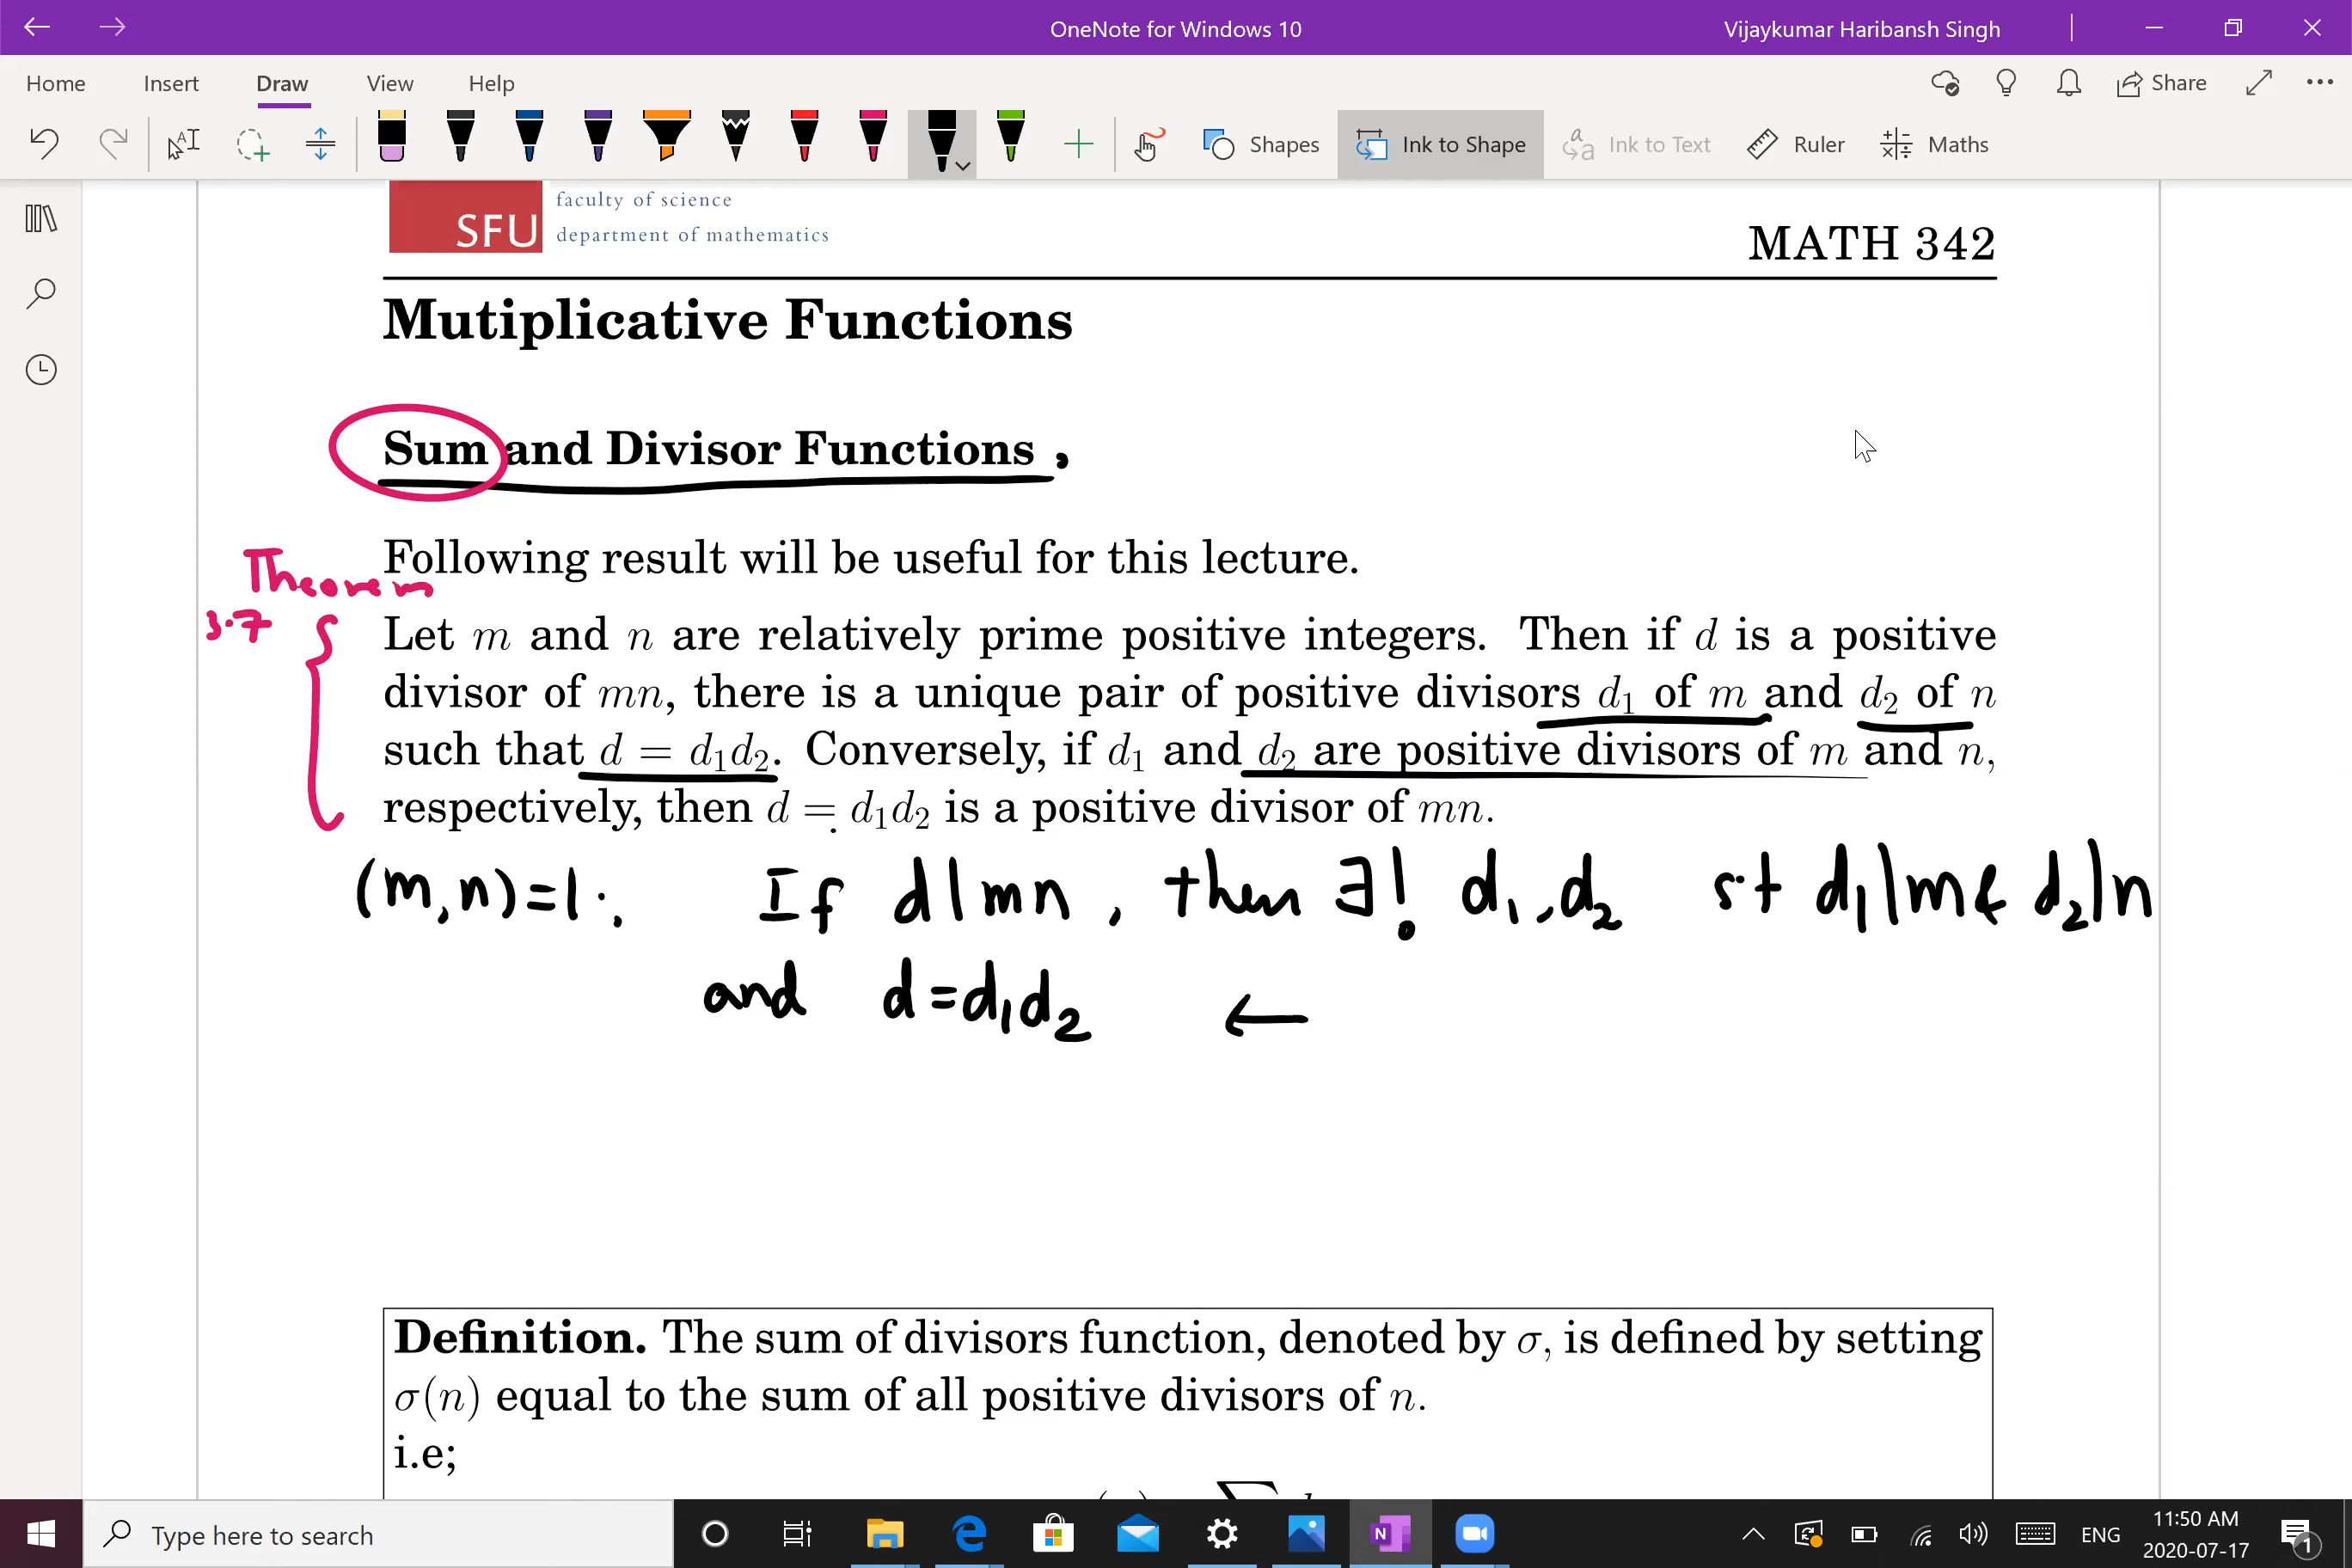 OneNote for Windows 10
Vijaykumar Haribansh Singh
Home Insert Draw View Help
Share
Shapes Ink to Shape Ink to Text Ruler Maths
SFU
faculty of science
department of mathematics
MATH 342
Mutiplicative Functions
Sum and Divisor Functions ,
Following result will be useful for this lecture.
Theorem
3.7
Let m and n are relatively prime positive integers. Then if d is a positive
divisor of mn, there is a unique pair of positive divisors d₁ of m and d₂ of n
such that d = d₁d₂. Conversely, if d₁ and d₂ are positive divisors of m and n,
respectively, then d = d₁d₂ is a positive divisor of mn.
(m,n)=1 : If d|mn, then ∃! d₁,d₂ st d₁|m & d₂|n
and d=d₁d₂ ←
Definition. The sum of divisors function, denoted by σ, is defined by setting
σ(n) equal to the sum of all positive divisors of n.
i.e;
Type here to search
ENG
11:50 AM
2020-07-17
1